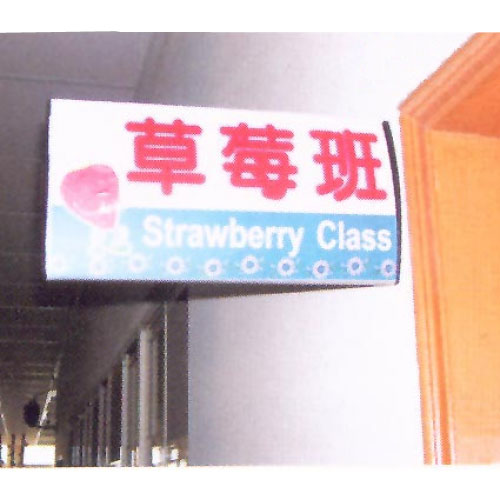 草莓班
Strawberry Class